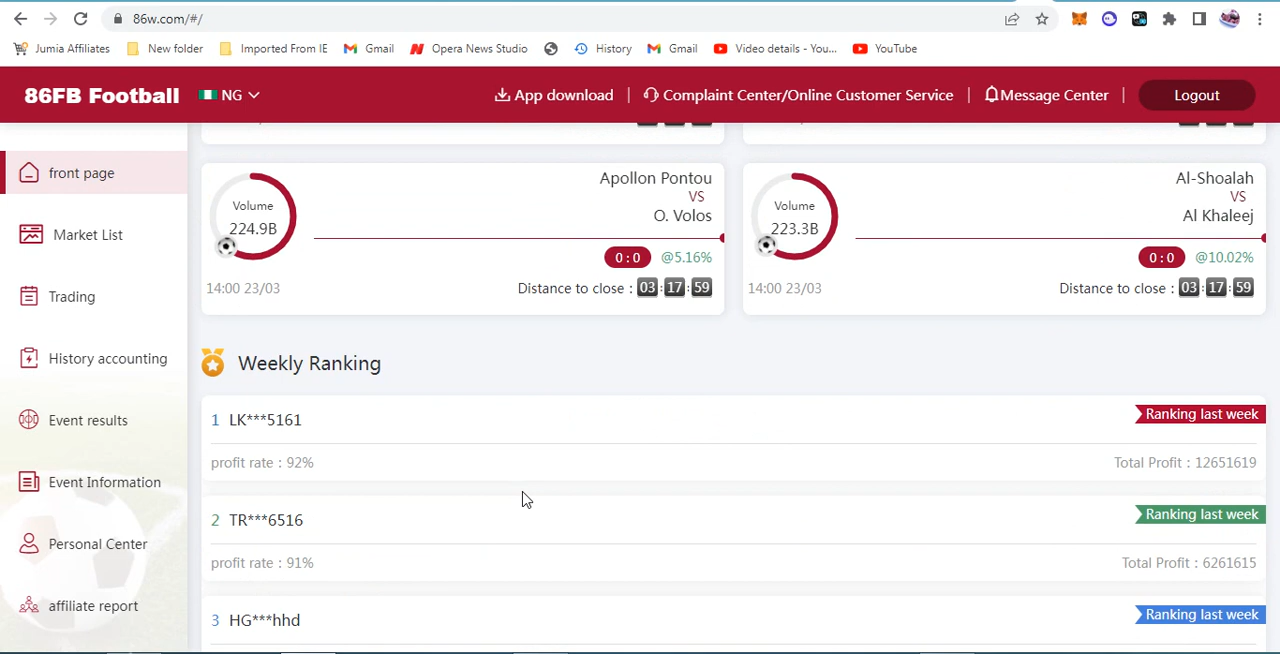 86w.com/#/
Jumia Affiliates New folder Imported From IE Gmail Opera News Studio History Gmail Video details - You... YouTube
86FB Football NG App download | Complaint Center/Online Customer Service | Message Center | Logout
front page
Market List
Trading
History accounting
Event results
Event Information
Personal Center
affiliate report
Volume
224.9B
Apollon Pontou
VS
O. Volos
0 : 0 @5.16%
14:00 23/03 Distance to close : 03 : 17 : 59
Volume
223.3B
Al-Shoalah
VS
Al Khaleej
0 : 0 @10.02%
14:00 23/03 Distance to close : 03 : 17 : 59
Weekly Ranking
1 LK***5161 Ranking last week
profit rate : 92% Total Profit : 12651619
2 TR***6516 Ranking last week
profit rate : 91% Total Profit : 6261615
3 HG***hhd Ranking last week